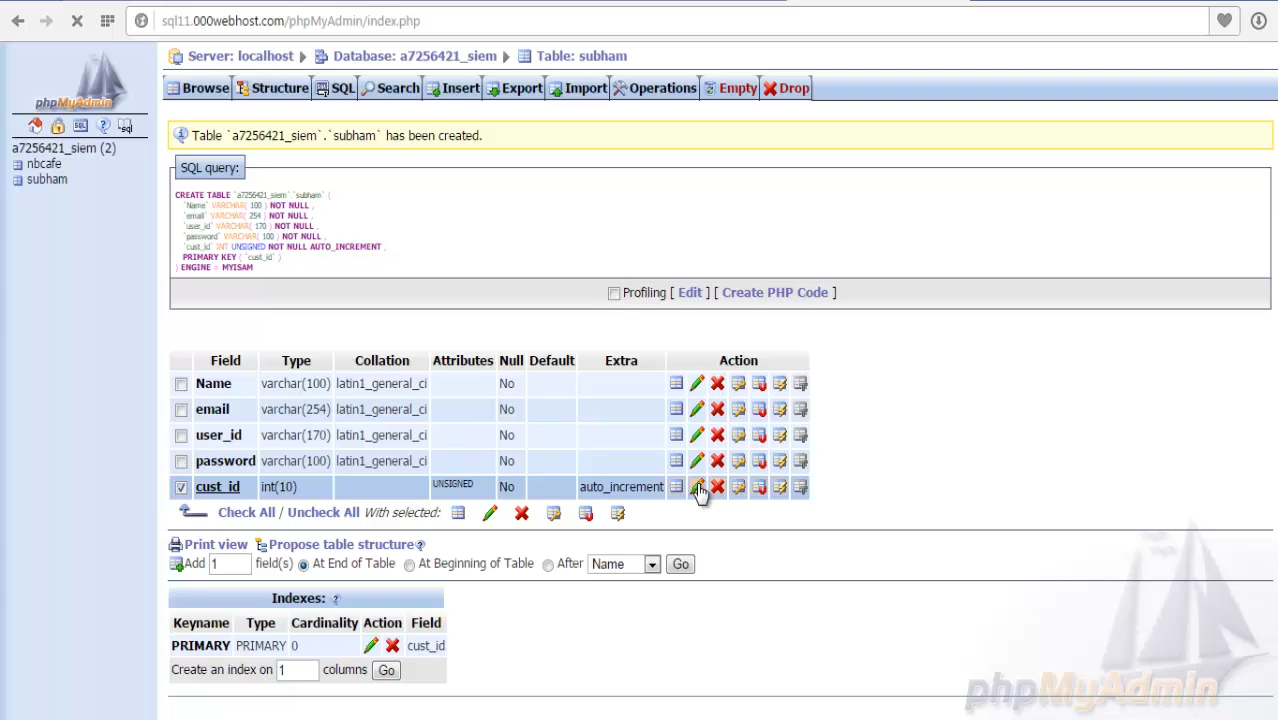 sql11.000webhost.com/phpMyAdmin/index.php
phpMyAdmin
Server: localhost Database: a7256421_siem Table: subham
Browse Structure SQL Search Insert Export Import Operations Empty Drop
SQL ? sql
a7256421_siem (2)
nbcafe
subham
Table `a7256421_siem`.`subham` has been created.
SQL query:
CREATE TABLE `a7256421_siem`.`subham` (
`Name` VARCHAR( 100 ) NOT NULL ,
`email` VARCHAR( 254 ) NOT NULL ,
`user_id` VARCHAR( 170 ) NOT NULL ,
`password` VARCHAR( 100 ) NOT NULL ,
`cust_id` INT UNSIGNED NOT NULL AUTO_INCREMENT ,
PRIMARY KEY ( `cust_id` )
) ENGINE = MYISAM
Profiling [ Edit ] [ Create PHP Code ]
Field Type Collation Attributes Null Default Extra Action
Name varchar(100) latin1_general_ci No
email varchar(254) latin1_general_ci No
user_id varchar(170) latin1_general_ci No
password varchar(100) latin1_general_ci No
cust_id int(10) UNSIGNED No auto_increment
Check All / Uncheck All With selected:
Print view Propose table structure ?
Add 1 field(s) At End of Table At Beginning of Table After Name Go
Indexes: ?
Keyname Type Cardinality Action Field
PRIMARY PRIMARY 0 cust_id
Create an index on 1 columns Go
phpMyAdmin